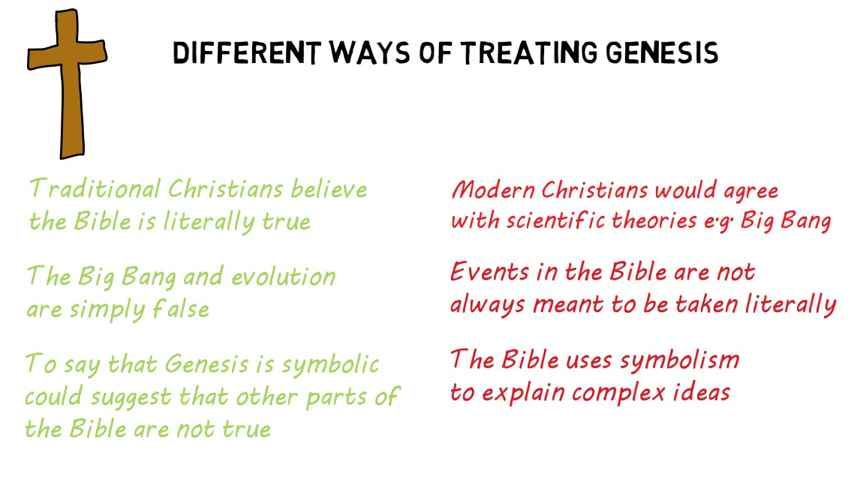 DIFFERENT WAYS OF TREATING GENESIS
Traditional Christians believe
the Bible is literally true
The Big Bang and evolution
are simply false
To say that Genesis is symbolic
could suggest that other parts of
the Bible are not true
Modern Christians would agree
with scientific theories e.g. Big Bang
Events in the Bible are not
always meant to be taken literally
The Bible uses symbolism
to explain complex ideas